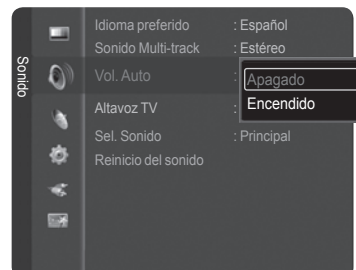 Sonido
Idioma preferido : Español
Sonido Multi-track : Estéreo
Vol. Auto : Apagado
Encendido
Altavoz TV :
Sel. Sonido : Principal
Reinicio del sonido